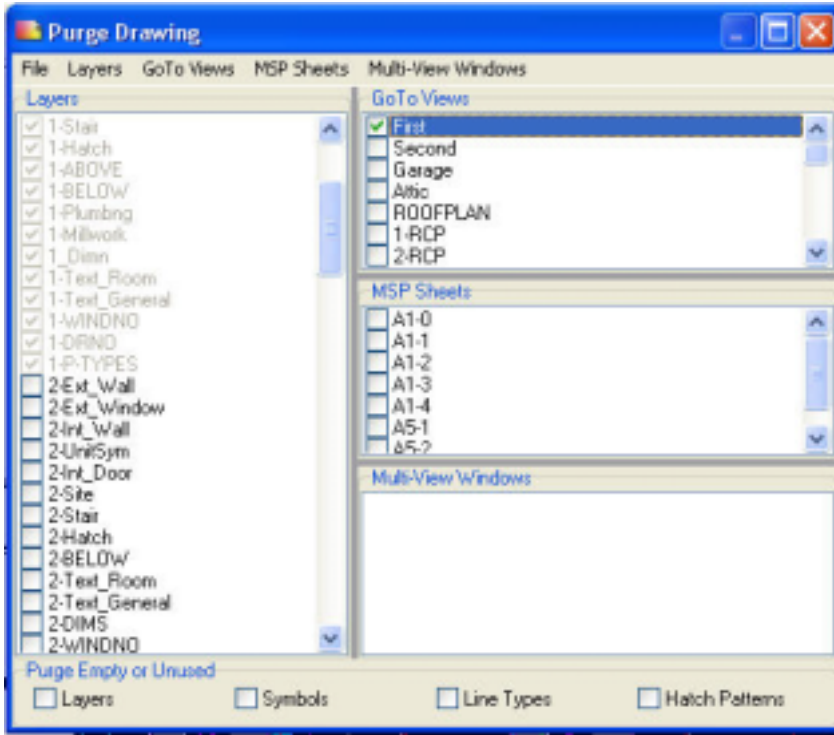 Purge Drawing
File Layers GoTo Views MSP Sheets Multi-View Windows
Layers
1-Stair
1-Hatch
1-ABOVE
1-BELOW
1-Plumbng
1-Millwork
1_Dimn
1-Text_Room
1-Text_General
1-WINDNO
1-DRNO
1-P-TYPES
2-Ext_Wall
2-Ext_Window
2-Int_Wall
2-UnitSym
2-Int_Door
2-Site
2-Stair
2-Hatch
2-BELOW
2-Text_Room
2-Text_General
2-DIMS
2-WINDNO
GoTo Views
First
Second
Garage
Attic
ROOFPLAN
1-RCP
2-RCP
MSP Sheets
A1-0
A1-1
A1-2
A1-3
A1-4
A5-1
A5-2
Multi-View Windows
Purge Empty or Unused
Layers Symbols Line Types Hatch Patterns